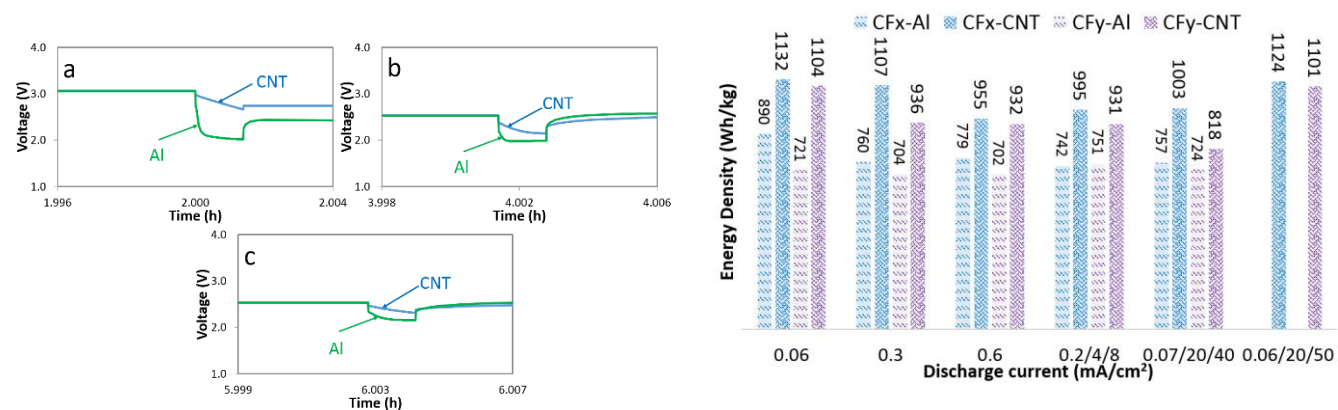 a
4.0
3.0
2.0
1.0
Voltage (V)
CNT
Al
1.996
2.000
2.004
Time (h)
b
4.0
3.0
2.0
1.0
Voltage (V)
CNT
Al
3.998
4.002
4.006
Time (h)
c
4.0
3.0
2.0
1.0
Voltage (V)
CNT
Al
5.999
6.003
6.007
Time (h)
CFx-Al CFx-CNT CFy-Al CFy-CNT
Energy Density (Wh/kg)
890 1132 721 1104
760 1107 704 936
779 955 702 932
742 995 751 931
757 1003 724 818
1124 1101
0.06 0.3 0.6 0.2/4/8 0.07/20/40 0.06/20/50
Discharge current (mA/cm²)